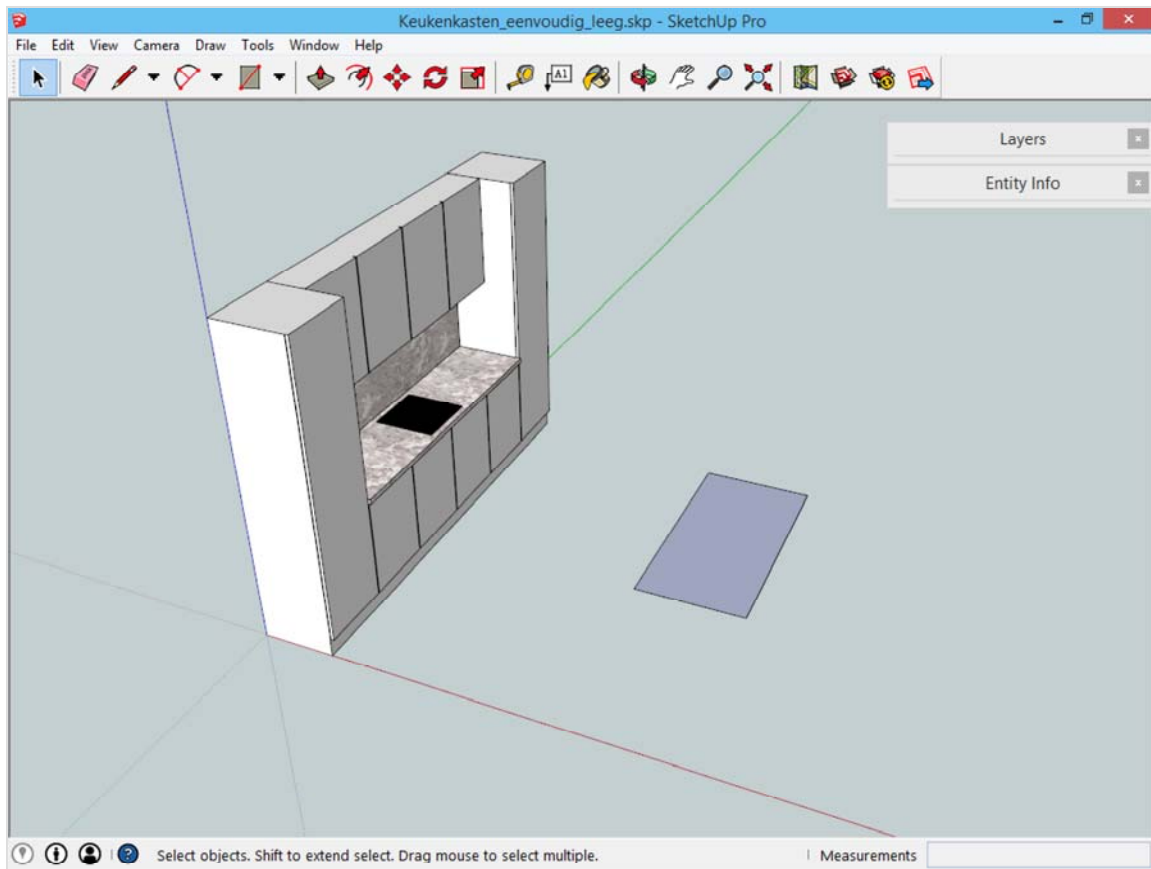 Keukenkasten_eenvoudig_leeg.skp - SketchUp Pro
File Edit View Camera Draw Tools Window Help
A1
Layers
Entity Info
Select objects. Shift to extend select. Drag mouse to select multiple.
Measurements